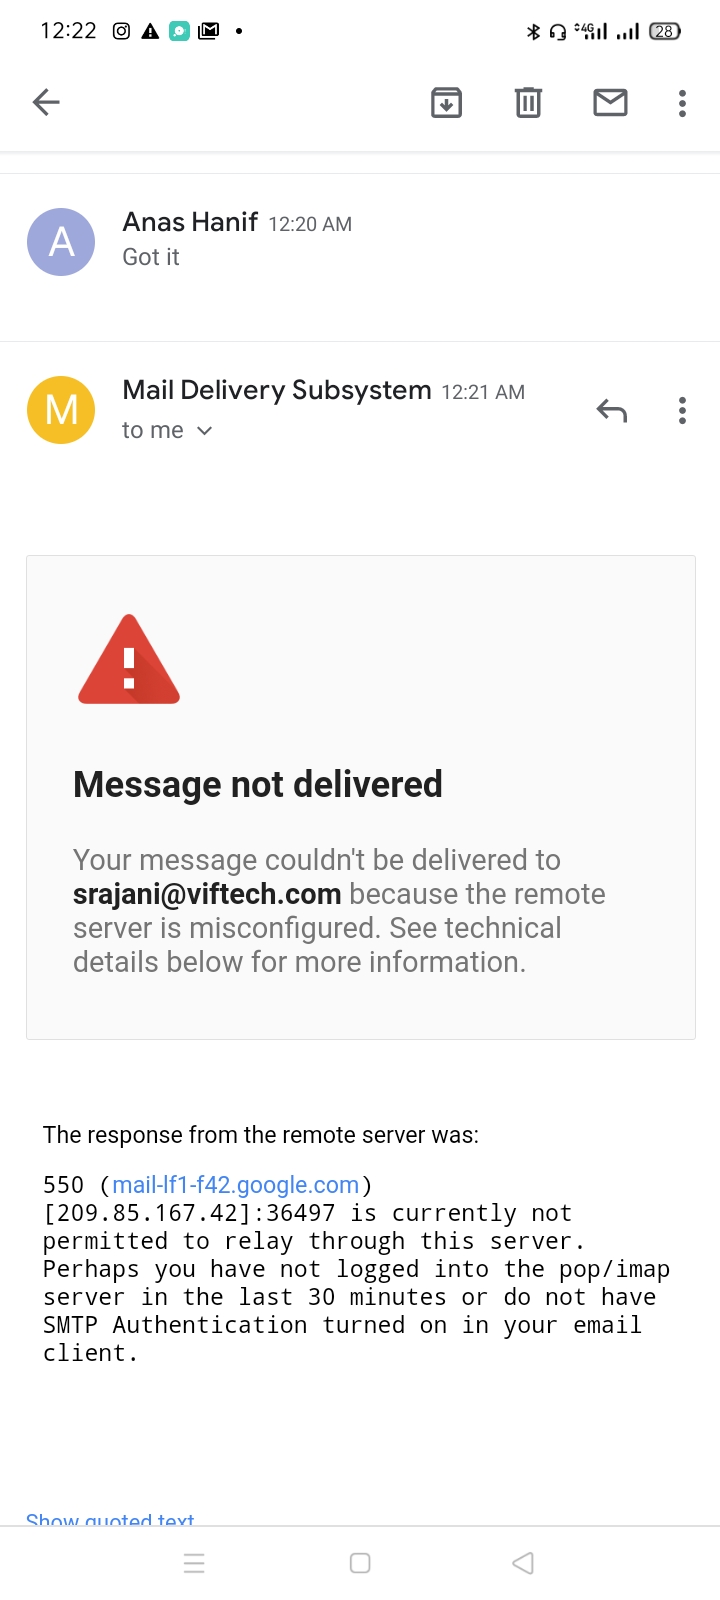 12:22
4G
28
A
Anas Hanif 12:20 AM
Got it
M
Mail Delivery Subsystem 12:21 AM
to me
Message not delivered
Your message couldn't be delivered to
srajani@viftech.com because the remote
server is misconfigured. See technical
details below for more information.
The response from the remote server was:
550 (mail-lf1-f42.google.com)
[209.85.167.42]:36497 is currently not
permitted to relay through this server.
Perhaps you have not logged into the pop/imap
server in the last 30 minutes or do not have
SMTP Authentication turned on in your email
client.
Show quoted text